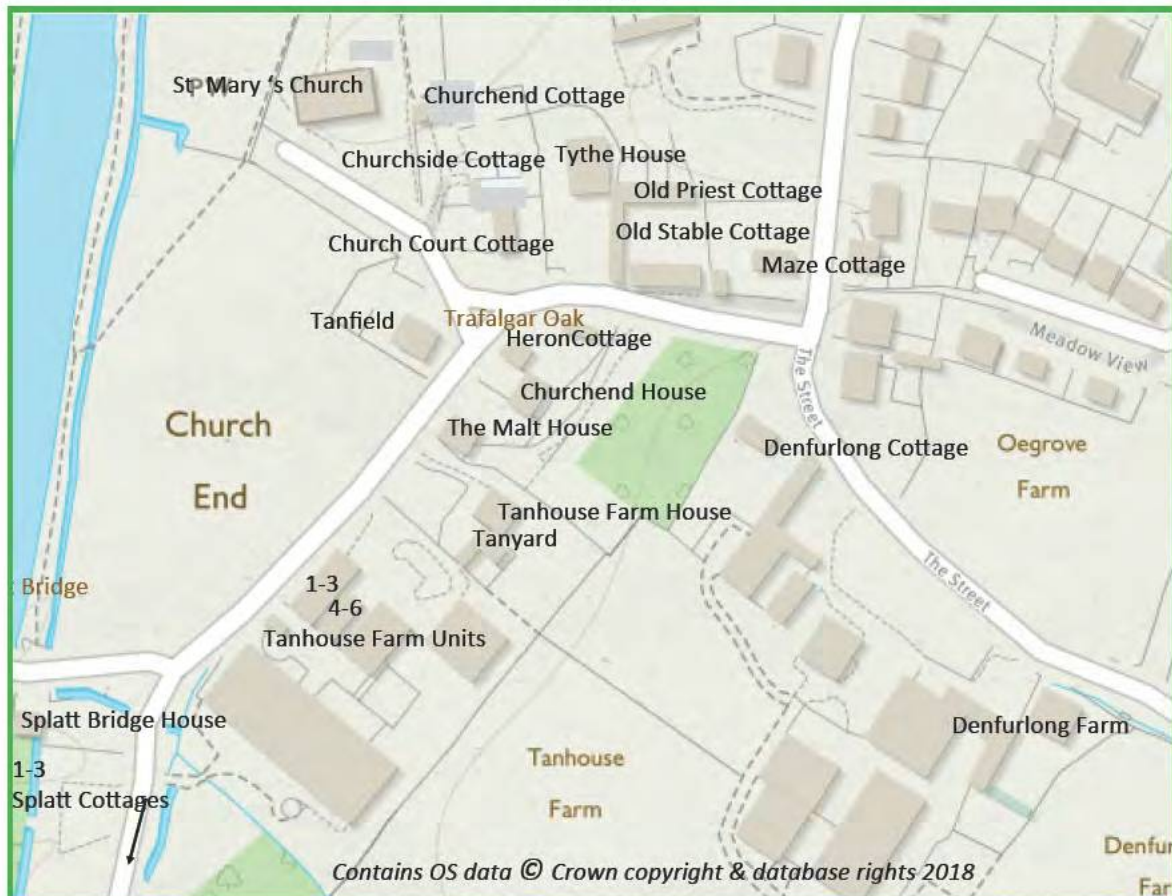 St. Mary 's Church
PW
Churchend Cottage
Churchside Cottage
Tythe House
Old Priest Cottage
Church Court Cottage
Old Stable Cottage
Maze Cottage
Tanfield
Trafalgar Oak
HeronCottage
Meadow View
The Street
Churchend House
Church
End
The Malt House
Denfurlong Cottage
Oegrove
Farm
Tanhouse Farm House
Tanyard
The Street
Bridge
1-3
4-6
Tanhouse Farm Units
Splatt Bridge House
Denfurlong Farm
1-3
Splatt Cottages
Tanhouse
Farm
Denfur
Far
Contains OS data © Crown copyright & database rights 2018